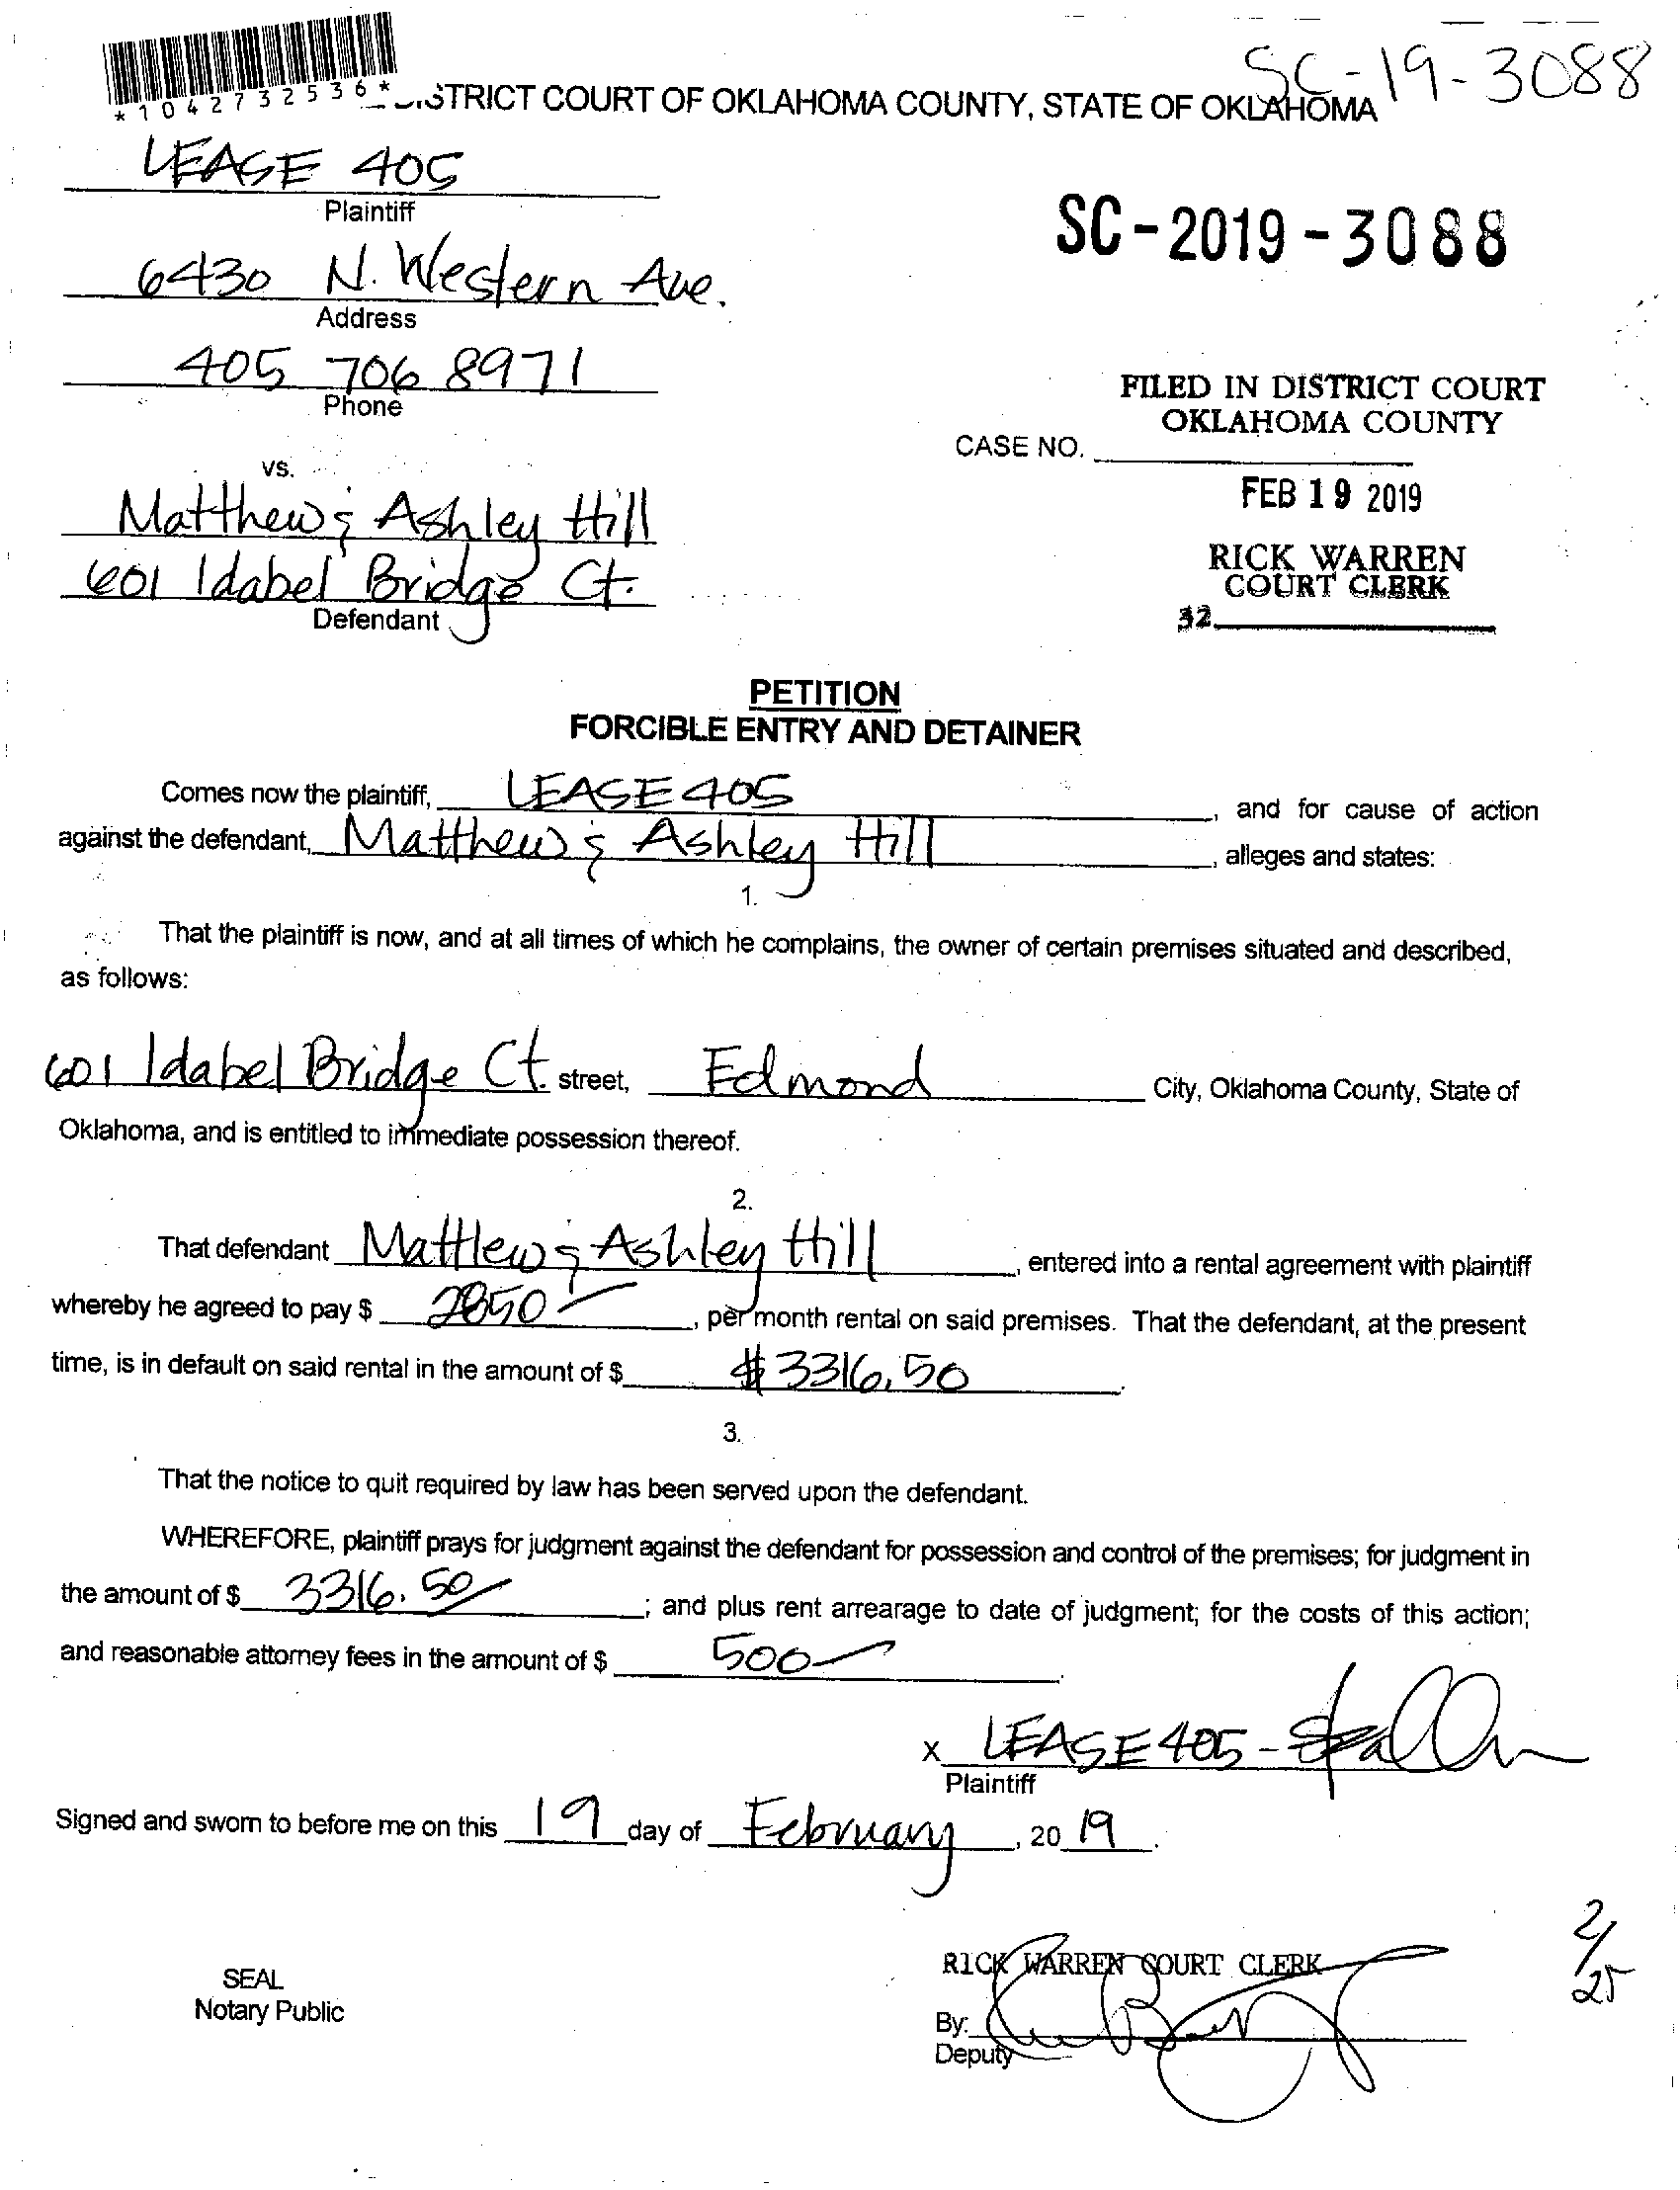 *1042732536*
SC-19-3088
STRICT COURT OF OKLAHOMA COUNTY, STATE OF OKLAHOMA
LEASE 405
Plaintiff
SC-2019-3088
6430 N. Western Ave.
Address
405 706 8971
Phone
FILED IN DISTRICT COURT
OKLAHOMA COUNTY
CASE NO.
vs.
FEB 19 2019
Matthew & Ashley Hill
RICK WARREN
COURT CLERK
601 Idabel Bridge Ct.
Defendant
32
PETITION
FORCIBLE ENTRY AND DETAINER
Comes now the plaintiff, LEASE 405, and for cause of action
against the defendant, Matthew & Ashley Hill, alleges and states:
1.
That the plaintiff is now, and at all times of which he complains, the owner of certain premises situated and described,
as follows:
601 Idabel Bridge Ct. street, Edmond City, Oklahoma County, State of
Oklahoma, and is entitled to immediate possession thereof.
2.
That defendant Matthew & Ashley Hill, entered into a rental agreement with plaintiff
whereby he agreed to pay $ 2850 -, per month rental on said premises. That the defendant, at the present
time, is in default on said rental in the amount of $ $3316.50.
3.
That the notice to quit required by law has been served upon the defendant.
WHEREFORE, plaintiff prays for judgment against the defendant for possession and control of the premises; for judgment in
the amount of $ 3316.50 -; and plus rent arrearage to date of judgment; for the costs of this action;
and reasonable attorney fees in the amount of $ 500 -.
x LEASE 405 -
Plaintiff
Signed and sworn to before me on this 19 day of February, 2019.
2/25
RICK WARREN COURT CLERK
SEAL
Notary Public
By:
Deputy